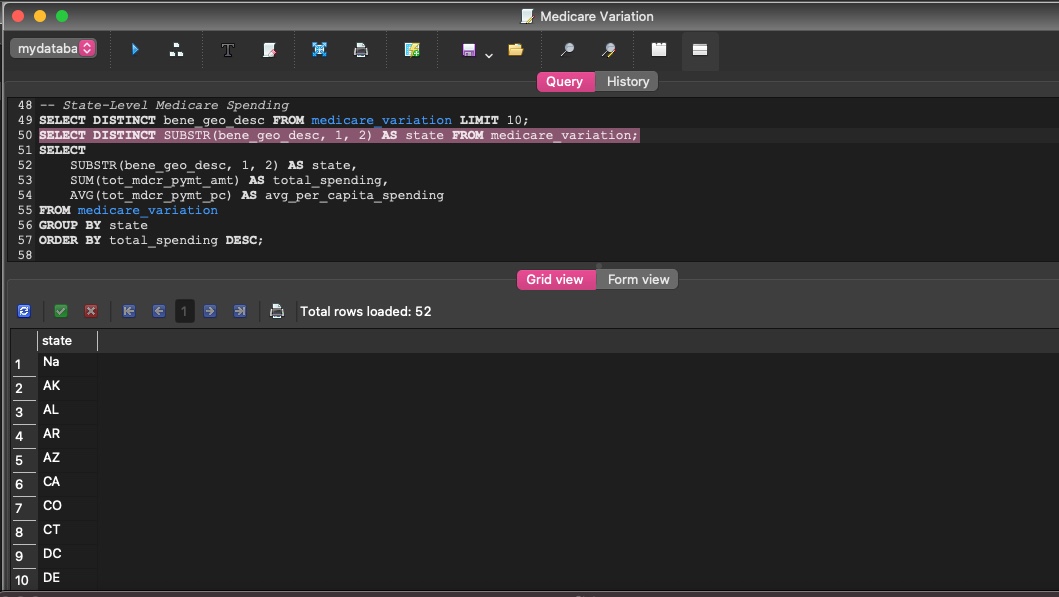 Medicare Variation
mydataba
Query History
48 -- State-Level Medicare Spending
49 SELECT DISTINCT bene_geo_desc FROM medicare_variation LIMIT 10;
50 SELECT DISTINCT SUBSTR(bene_geo_desc, 1, 2) AS state FROM medicare_variation;
51 SELECT
52     SUBSTR(bene_geo_desc, 1, 2) AS state,
53     SUM(tot_mdcr_pymt_amt) AS total_spending,
54     AVG(tot_mdcr_pymt_pc) AS avg_per_capita_spending
55 FROM medicare_variation
56 GROUP BY state
57 ORDER BY total_spending DESC;
58
Grid view Form view
1 Total rows loaded: 52
state
1 Na
2 AK
3 AL
4 AR
5 AZ
6 CA
7 CO
8 CT
9 DC
10 DE